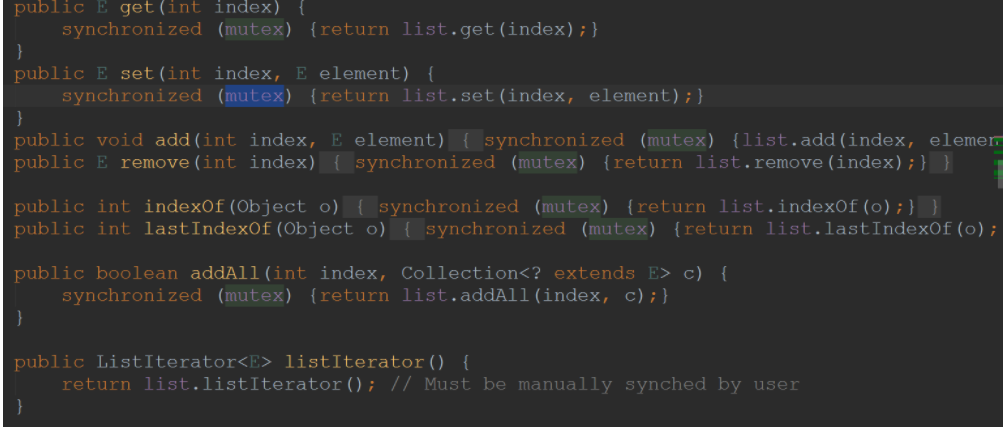 public E get(int index) {
    synchronized (mutex) {return list.get(index);}
}
public E set(int index, E element) {
    synchronized (mutex) {return list.set(index, element);}
}
public void add(int index, E element) { synchronized (mutex) {list.add(index, elemen
public E remove(int index) { synchronized (mutex) {return list.remove(index);} }
public int indexOf(Object o) { synchronized (mutex) {return list.indexOf(o);} }
public int lastIndexOf(Object o) { synchronized (mutex) {return list.lastIndexOf(o);
public boolean addAll(int index, Collection<? extends E> c) {
    synchronized (mutex) {return list.addAll(index, c);}
}
public ListIterator<E> listIterator() {
    return list.listIterator(); // Must be manually synched by user
}